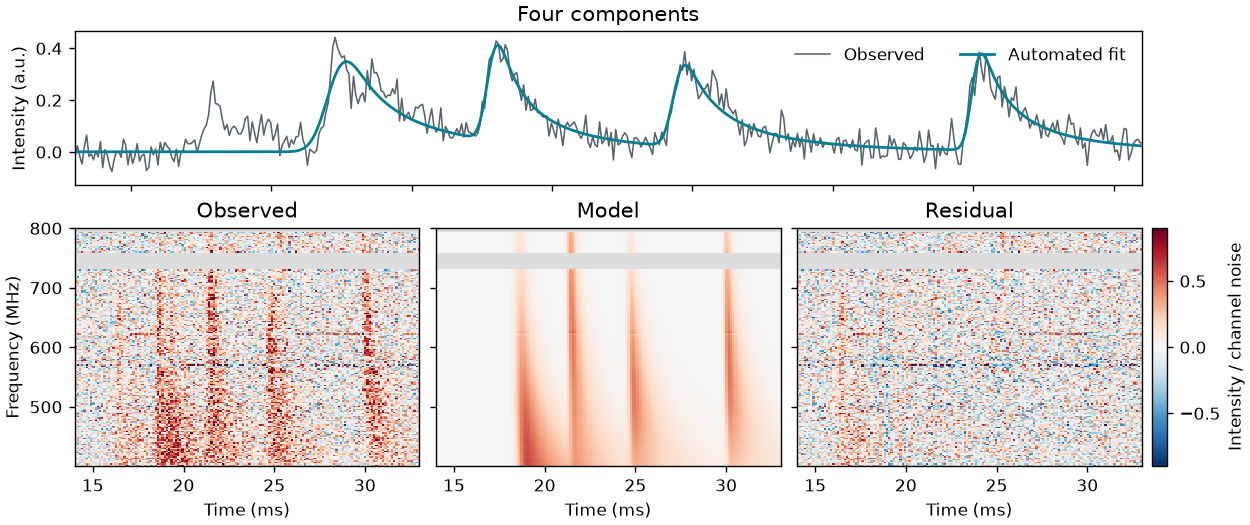 Four components
Intensity (a.u.)
0.4
0.2
0.0
Observed
Automated fit
Observed
Model
Residual
Frequency (MHz)
800
700
600
500
15
20
25
30
Time (ms)
15
20
25
30
Time (ms)
15
20
25
30
Time (ms)
0.5
0.0
−0.5
Intensity / channel noise